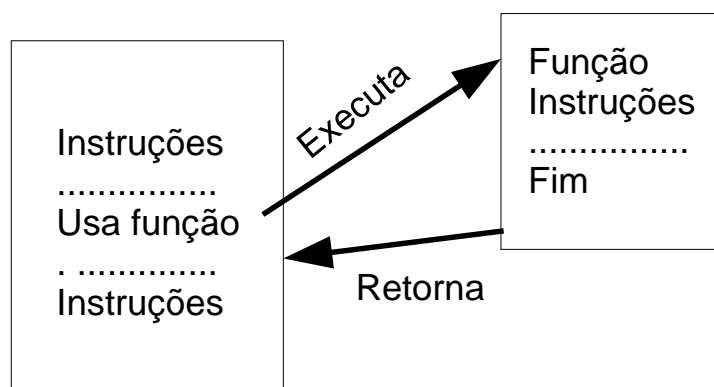 Instruções
................
Usa função
. ..............
Instruções
Executa
Função
Instruções
................
Fim
Retorna